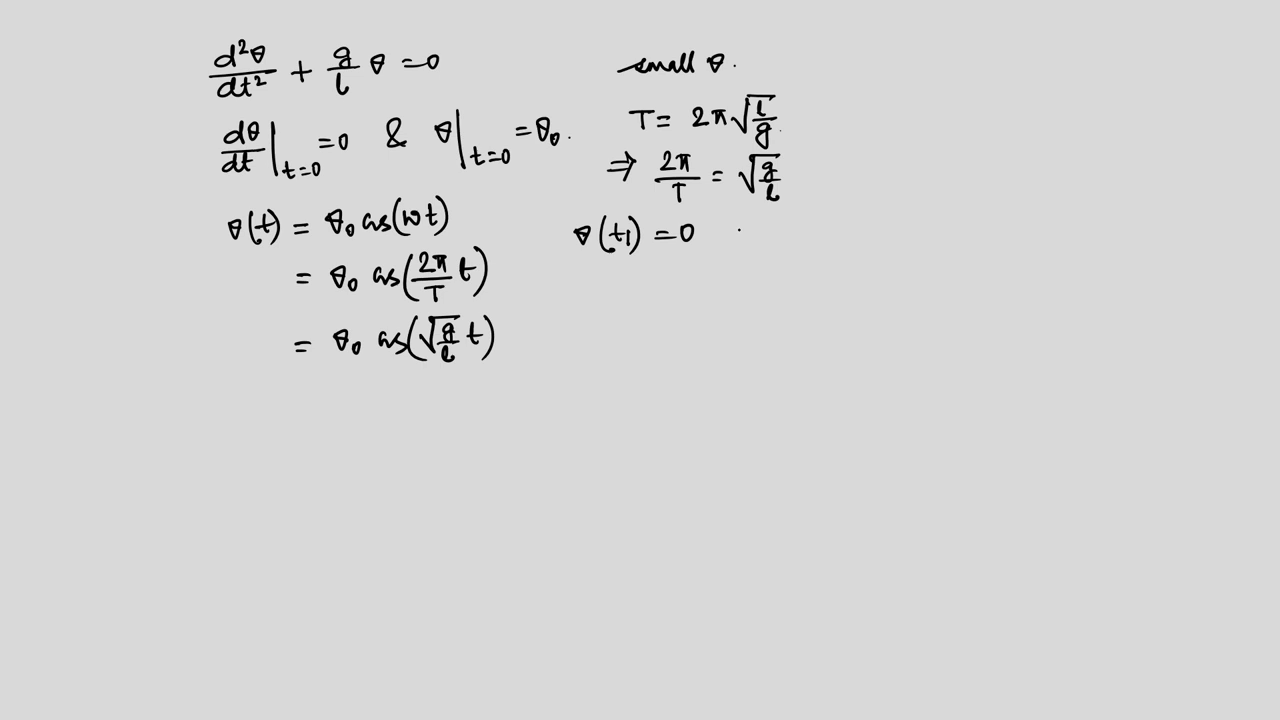 d²θ/dt² + g/l θ = 0
dθ/dt |t=0 = 0 & θ|t=0 = θ₀.
θ(t) = θ₀ cos(ωt)
= θ₀ cos(2π/T t)
= θ₀ cos(√(g/l) t)
small θ.
T = 2π√(l/g)
⇒ 2π/T = √(g/l)
θ(t₁) = 0